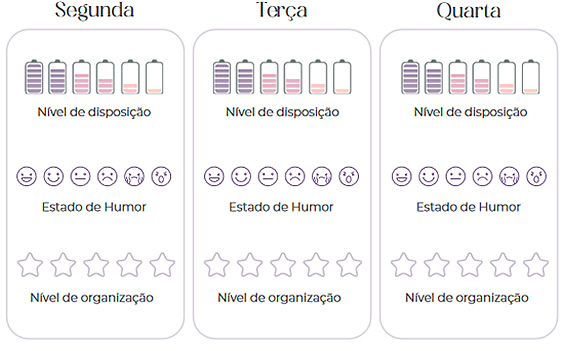 Segunda
Terça
Quarta
Nível de disposição
Nível de disposição
Nível de disposição
Estado de Humor
Estado de Humor
Estado de Humor
Nível de organização
Nível de organização
Nível de organização